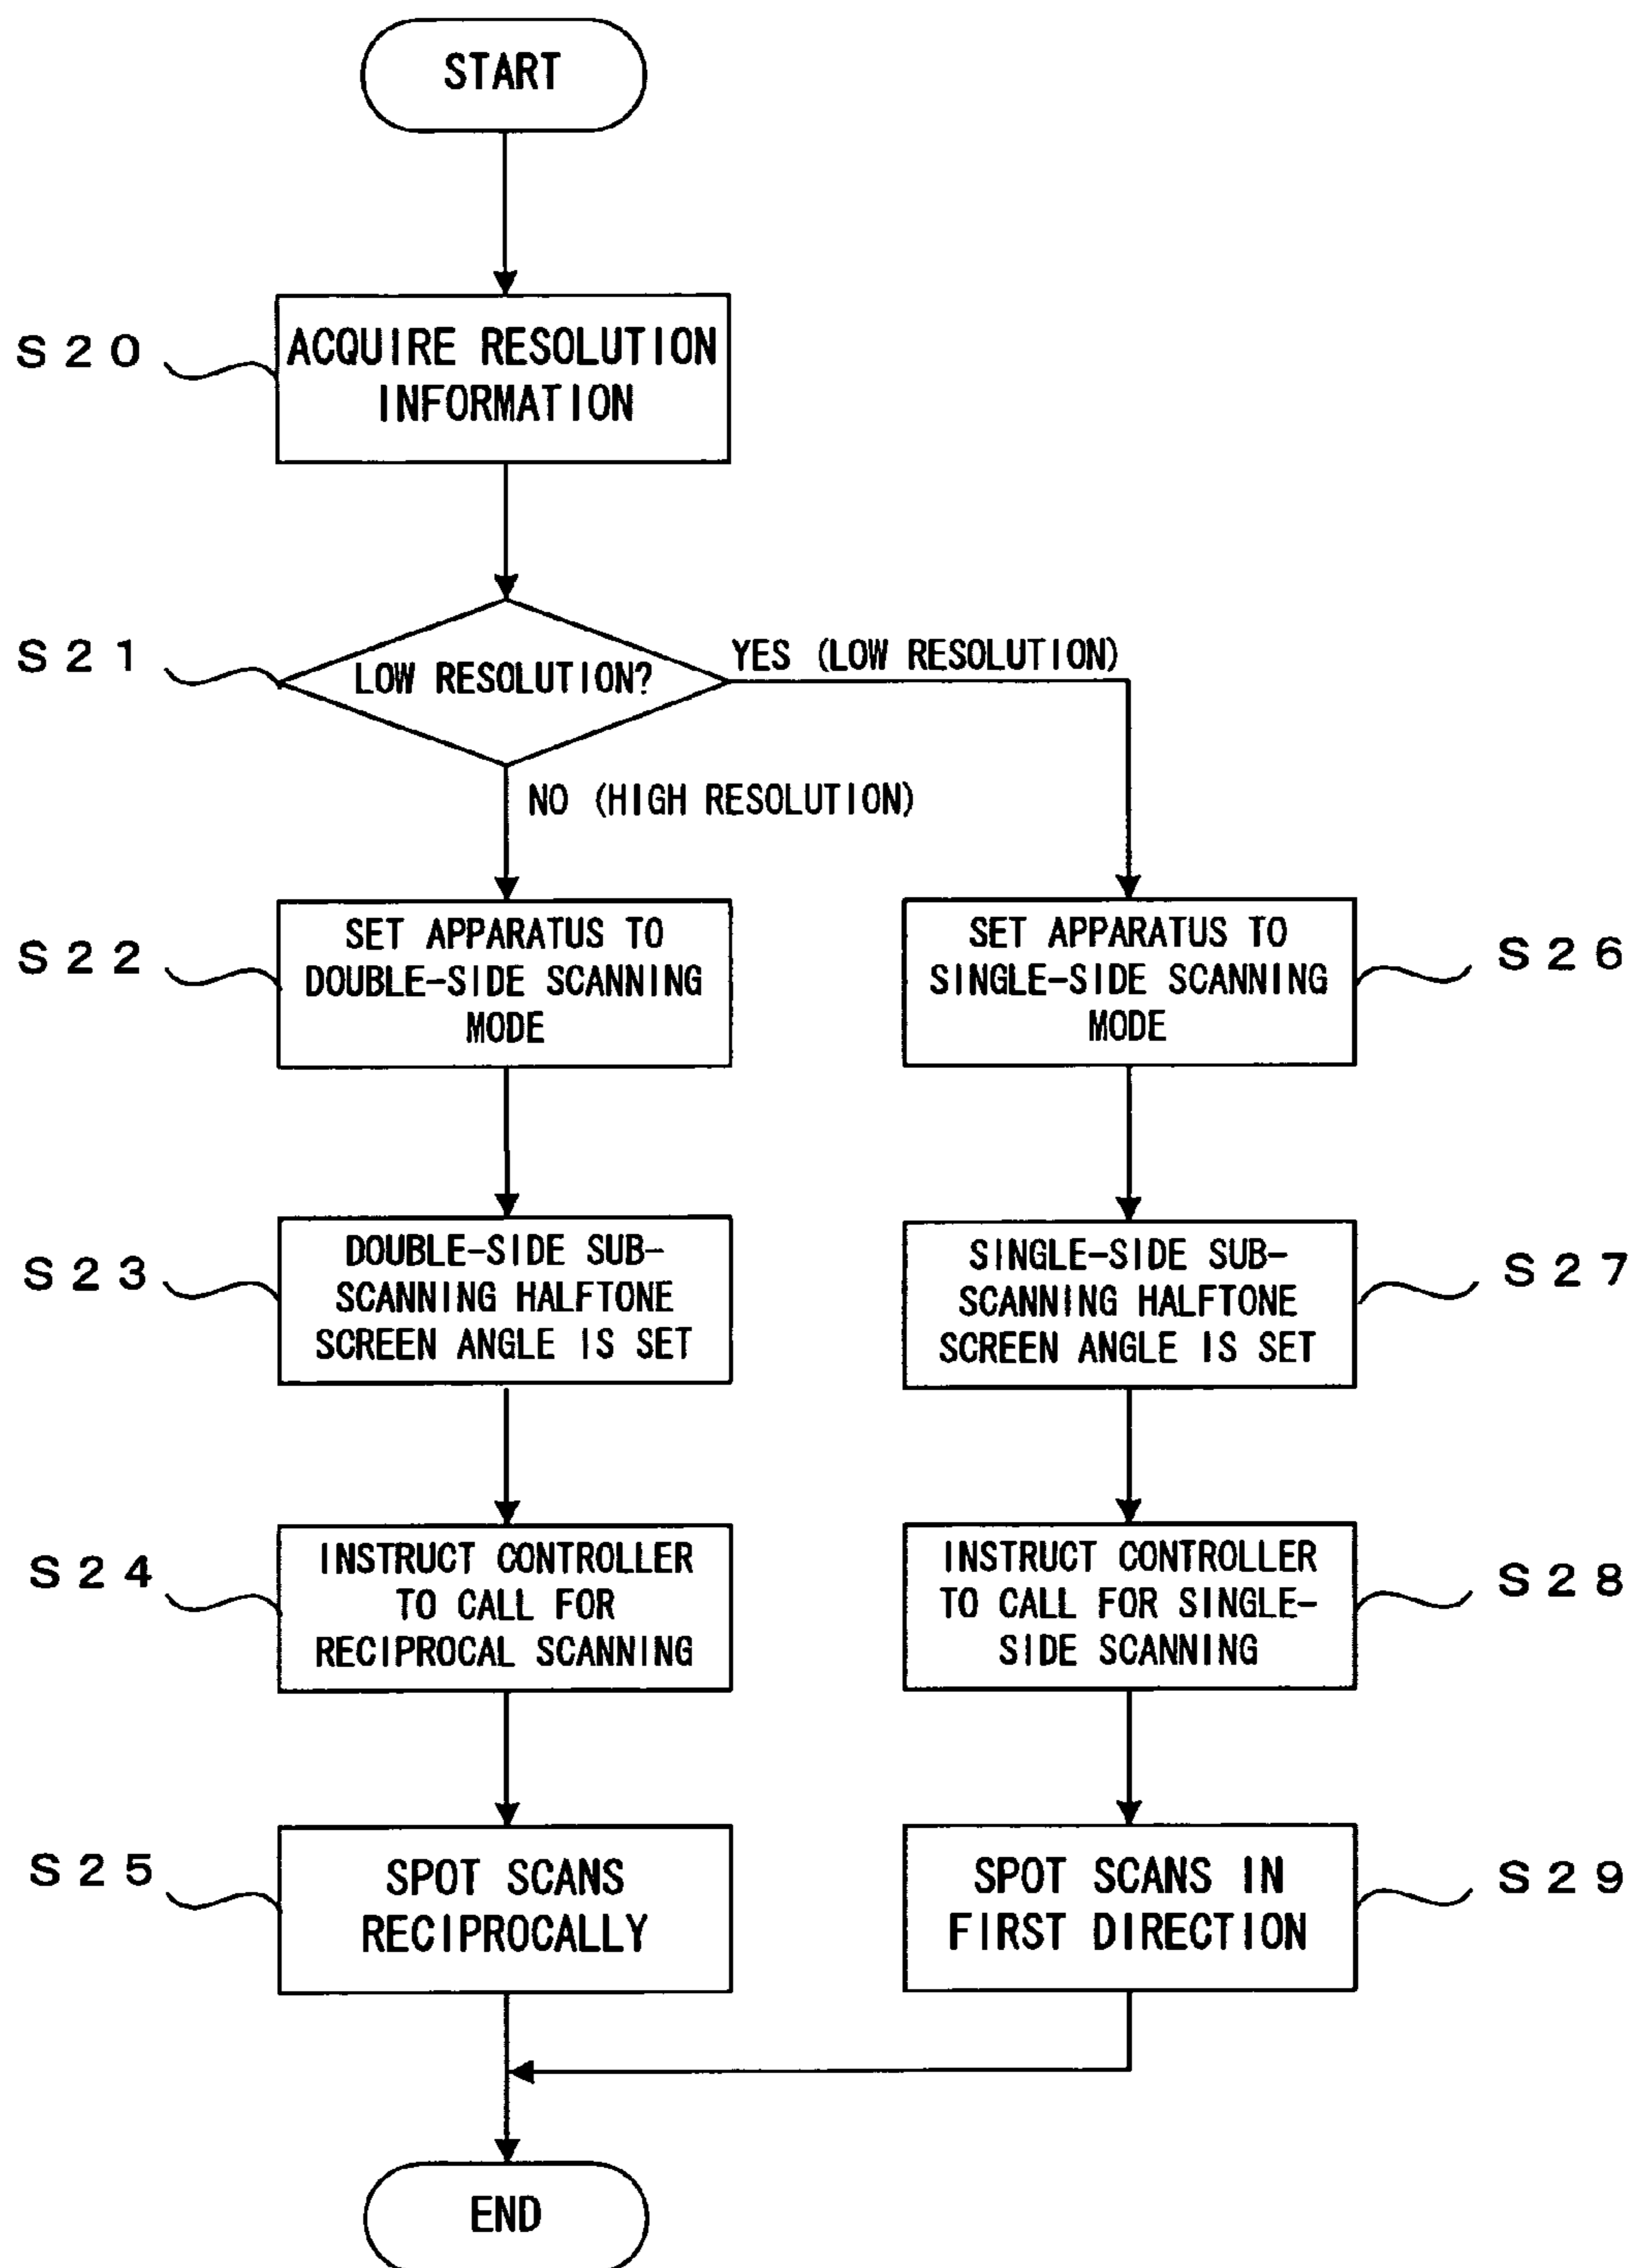 START
S20
ACQUIRE RESOLUTION
INFORMATION
S21
LOW RESOLUTION?
YES (LOW RESOLUTION)
NO (HIGH RESOLUTION)
S22
SET APPARATUS TO
DOUBLE-SIDE SCANNING
MODE
SET APPARATUS TO
SINGLE-SIDE SCANNING
MODE
S26
S23
DOUBLE-SIDE SUB-
SCANNING HALFTONE
SCREEN ANGLE IS SET
SINGLE-SIDE SUB-
SCANNING HALFTONE
SCREEN ANGLE IS SET
S27
S24
INSTRUCT CONTROLLER
TO CALL FOR
RECIPROCAL SCANNING
INSTRUCT CONTROLLER
TO CALL FOR SINGLE-
SIDE SCANNING
S28
S25
SPOT SCANS
RECIPROCALLY
SPOT SCANS IN
FIRST DIRECTION
S29
END